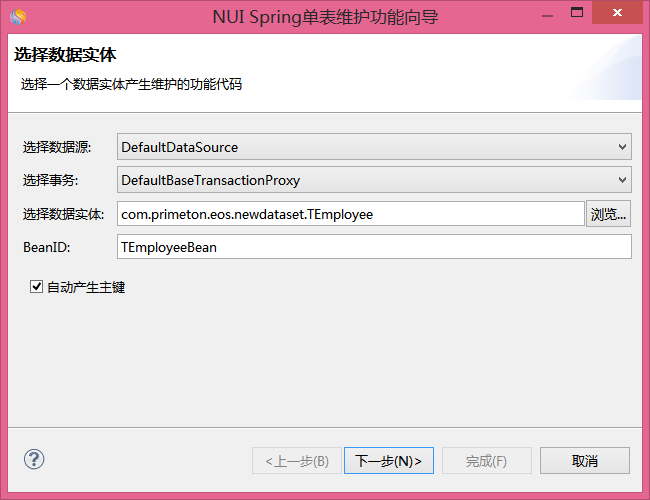 NUI Spring单表维护功能向导
选择数据实体
选择一个数据实体产生维护的功能代码
选择数据源: DefaultDataSource
选择事务: DefaultBaseTransactionProxy
选择数据实体: com.primeton.eos.newdataset.TEmployee 浏览...
BeanID: TEmployeeBean
自动产生主键
? <上一步(B) 下一步(N)> 完成(F) 取消